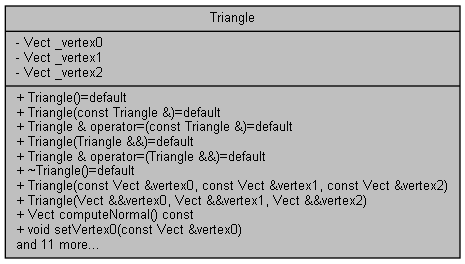 Triangle
- Vect _vertex0
- Vect _vertex1
- Vect _vertex2
+ Triangle()=default
+ Triangle(const Triangle &)=default
+ Triangle & operator=(const Triangle &)=default
+ Triangle(Triangle &&)=default
+ Triangle & operator=(Triangle &&)=default
+ ~Triangle()=default
+ Triangle(const Vect &vertex0, const Vect &vertex1, const Vect &vertex2)
+ Triangle(Vect &&vertex0, Vect &&vertex1, Vect &&vertex2)
+ Vect computeNormal() const
+ void setVertex0(const Vect &vertex0)
and 11 more...